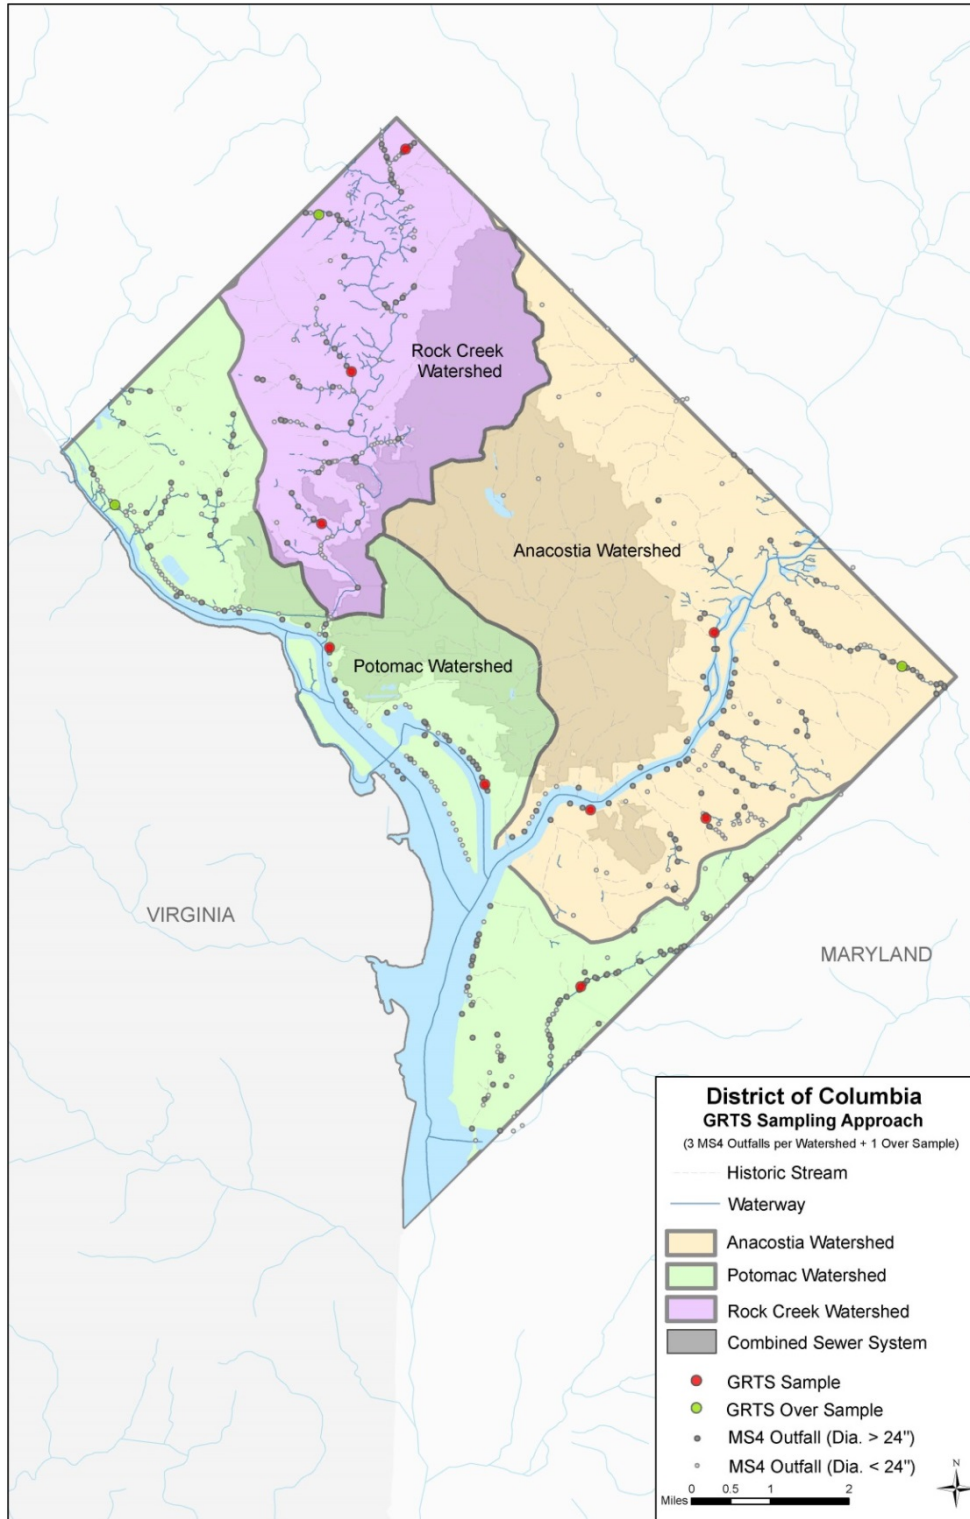 Rock Creek
Watershed
Anacostia Watershed
Potomac Watershed
VIRGINIA
MARYLAND
District of Columbia
GRTS Sampling Approach
(3 MS4 Outfalls per Watershed + 1 Over Sample)
Historic Stream
Waterway
Anacostia Watershed
Potomac Watershed
Rock Creek Watershed
Combined Sewer System
GRTS Sample
GRTS Over Sample
MS4 Outfall (Dia. > 24")
MS4 Outfall (Dia. < 24")
N
0 0.5 1 2
Miles